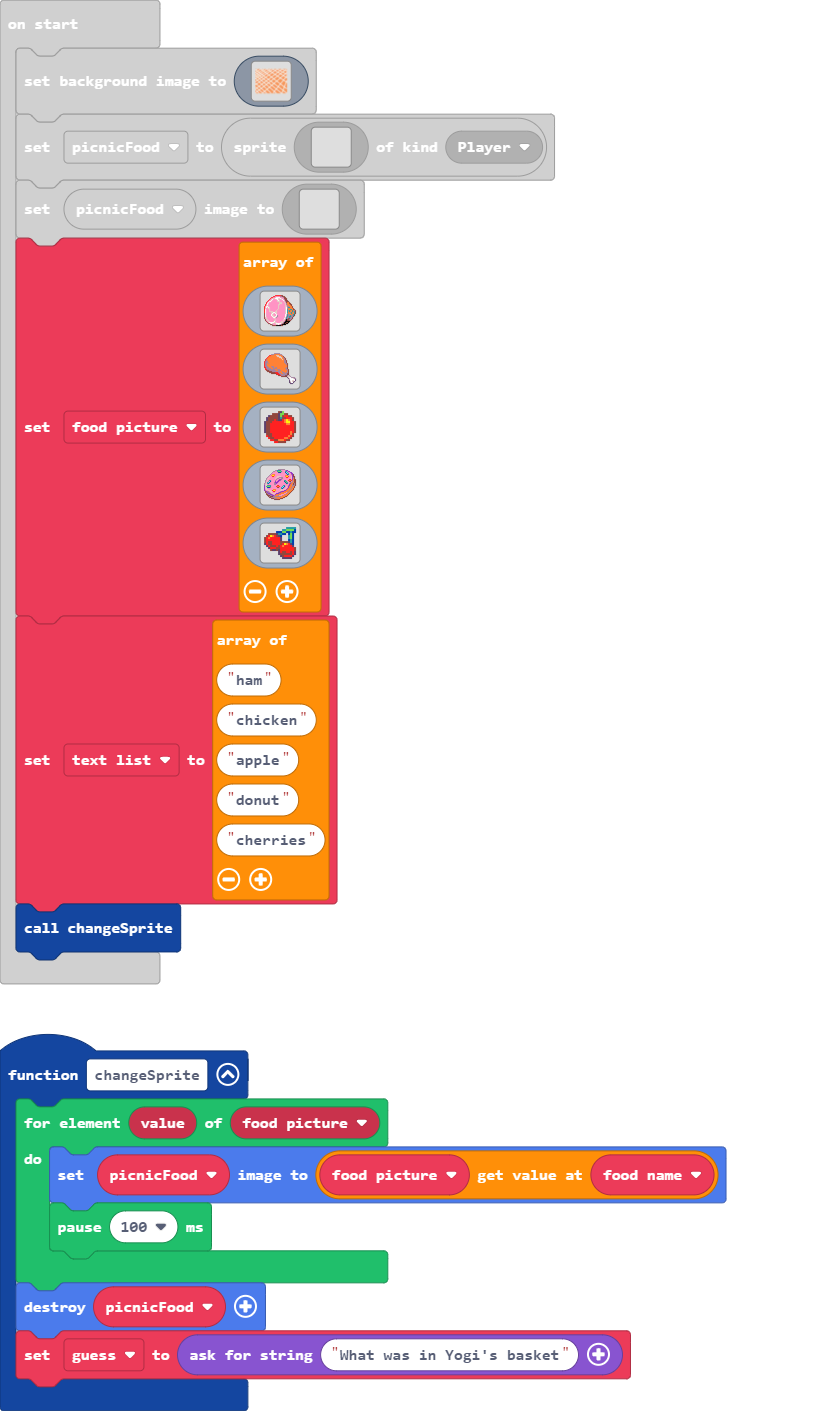 on start
set background image to
set picnicFood to sprite of kind Player
set picnicFood image to
array of
set food picture to
array of
"ham"
"chicken"
set text list to "apple"
"donut"
"cherries"
call changeSprite
function changeSprite
for element value of food picture
do
set picnicFood image to food picture get value at food name
pause 100 ms
destroy picnicFood
set guess to ask for string "What was in Yogi's basket"